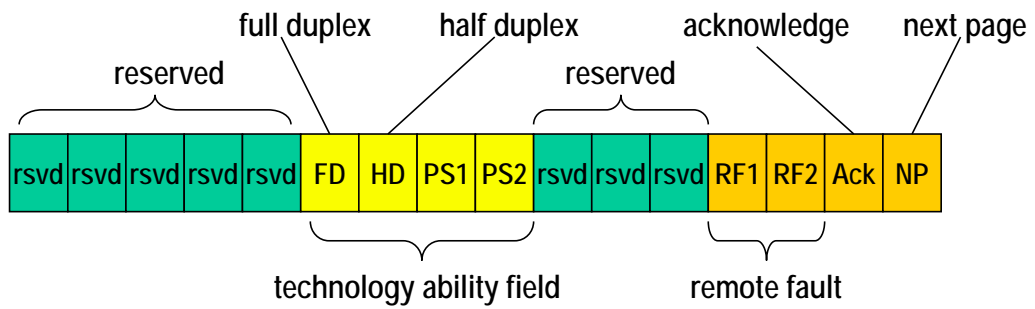 full duplex half duplex acknowledge next page
reserved reserved
rsvd rsvd rsvd rsvd rsvd FD HD PS1 PS2 rsvd rsvd rsvd RF1 RF2 Ack NP
technology ability field remote fault